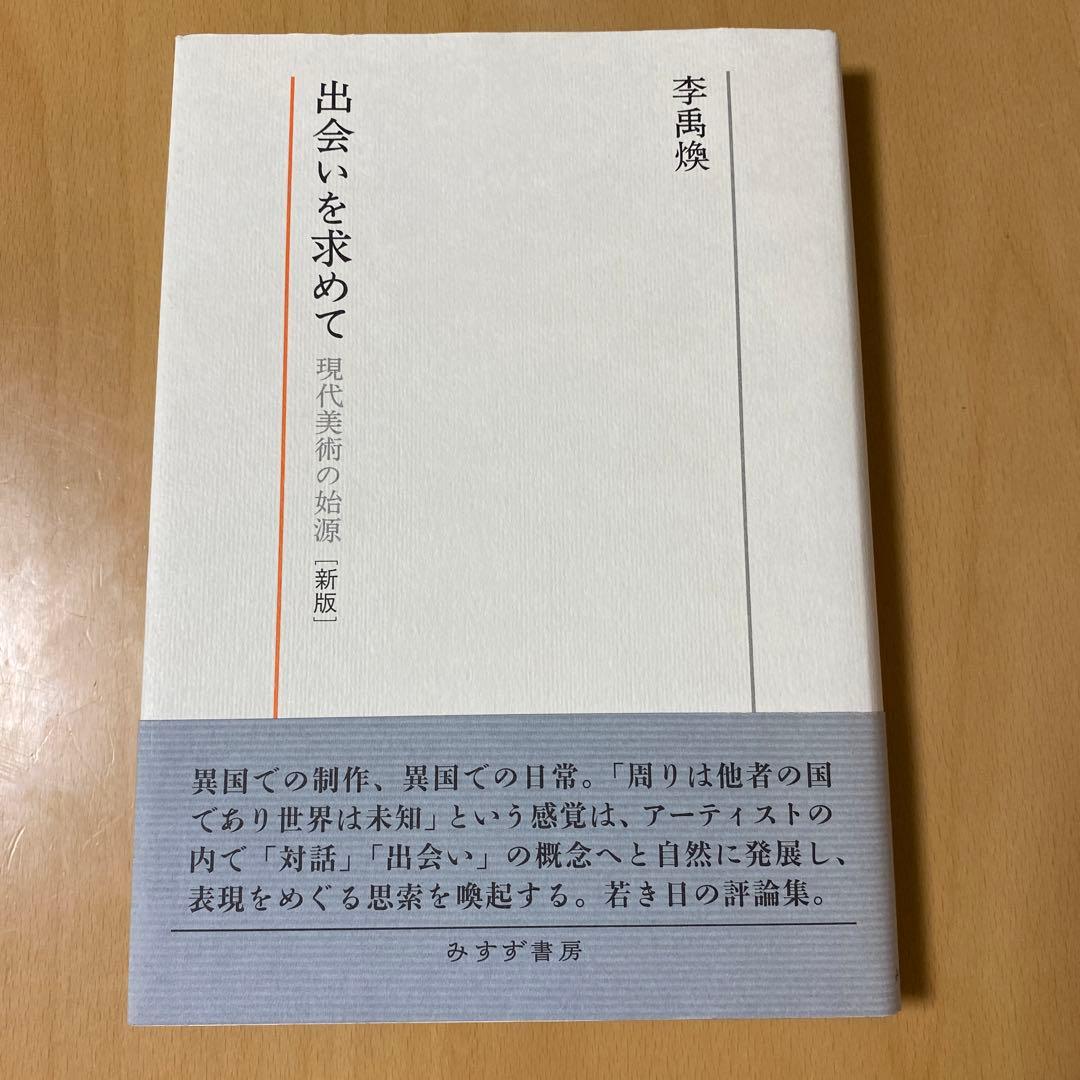 李禹煥
出会いを求めて
現代美術の始源
［新版］
異国での制作、異国での日常。「周りは他者の国
であり世界は未知」という感覚は、アーティストの
内で「対話」「出会い」の概念へと自然に発展し、
表現をめぐる思索を喚起する。若き日の評論集。
みすず書房